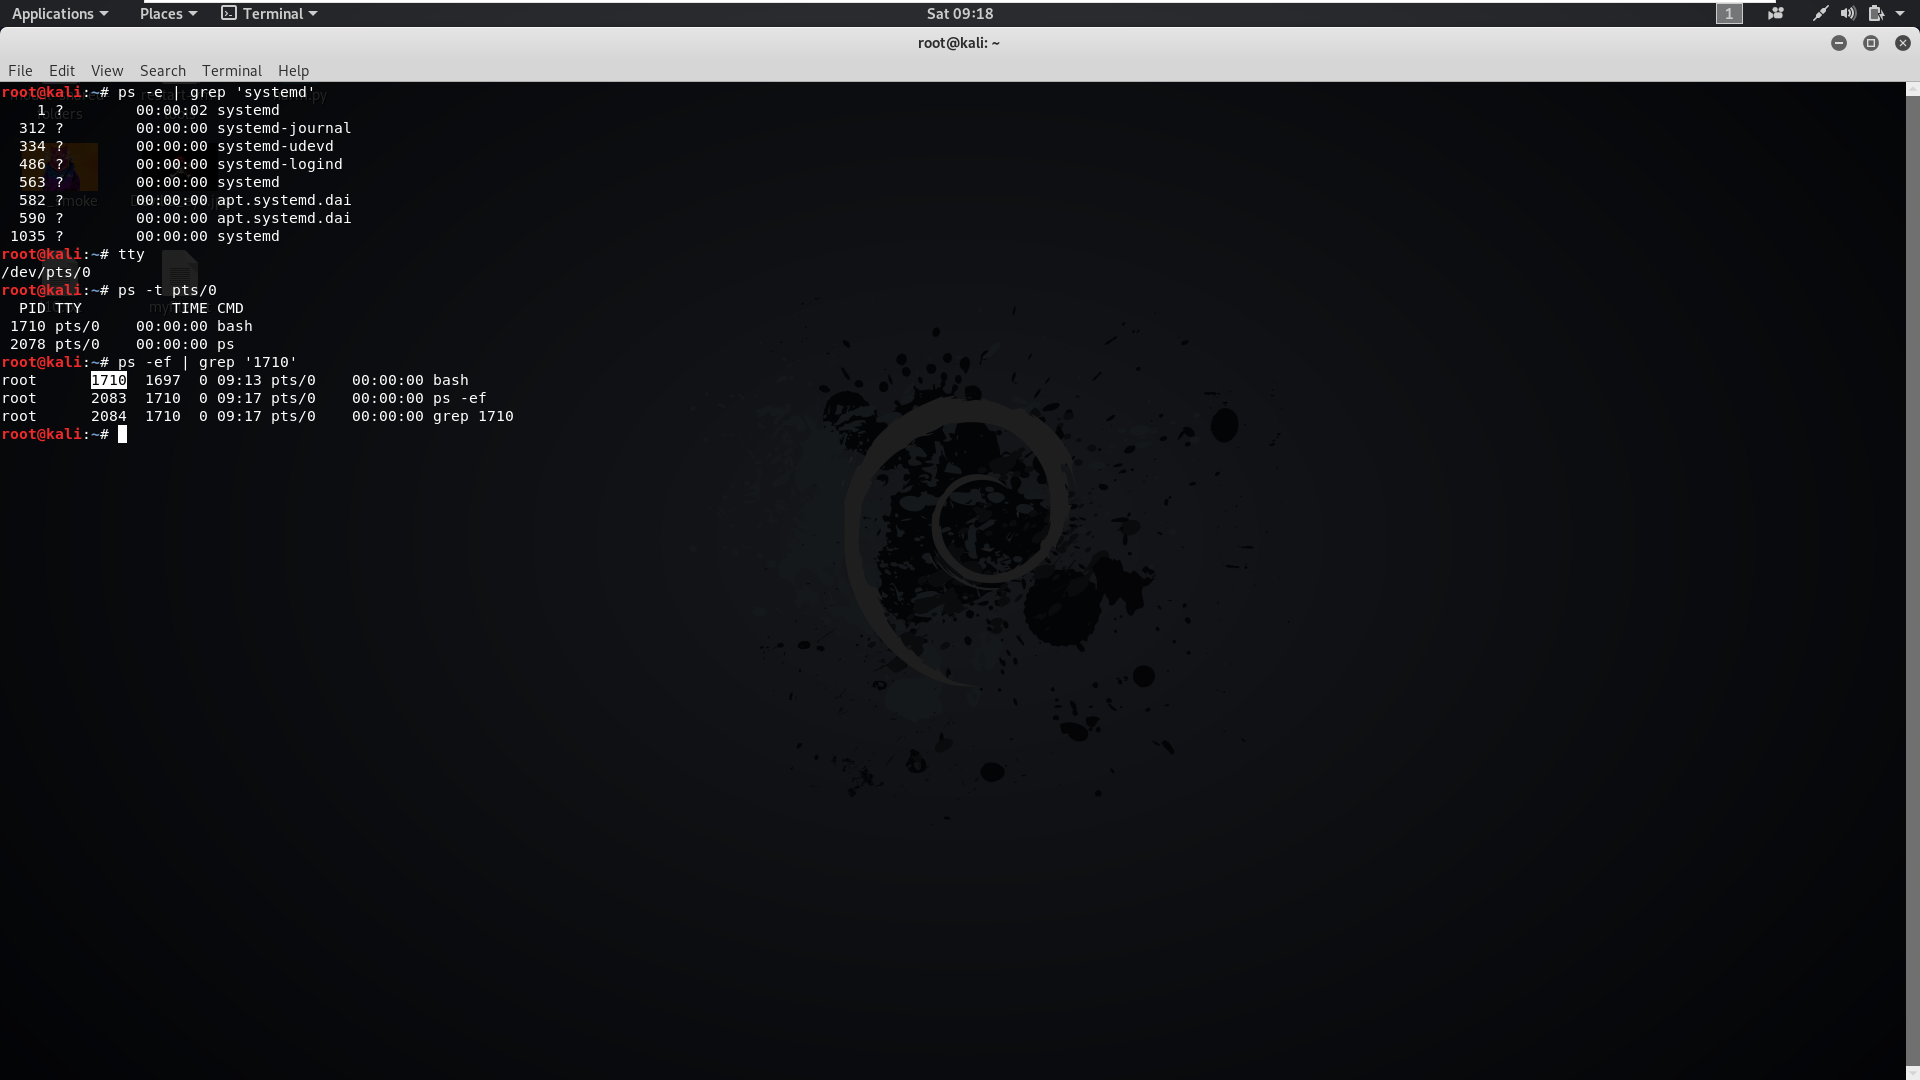 Applications Places Terminal Sat 09:18 1
root@kali: ~
File Edit View Search Terminal Help
root@kali:~# ps -e | grep 'systemd'
    1 ?        00:00:02 systemd
  312 ?        00:00:00 systemd-journal
  334 ?        00:00:00 systemd-udevd
  486 ?        00:00:00 systemd-logind
  563 ?        00:00:00 systemd
  582 ?        00:00:00 apt.systemd.dai
  590 ?        00:00:00 apt.systemd.dai
 1035 ?        00:00:00 systemd
root@kali:~# tty
/dev/pts/0
root@kali:~# ps -t pts/0
  PID TTY          TIME CMD
 1710 pts/0    00:00:00 bash
 2078 pts/0    00:00:00 ps
root@kali:~# ps -ef | grep '1710'
root      1710  1697  0 09:13 pts/0    00:00:00 bash
root      2083  1710  0 09:17 pts/0    00:00:00 ps -ef
root      2084  1710  0 09:17 pts/0    00:00:00 grep 1710
root@kali:~#